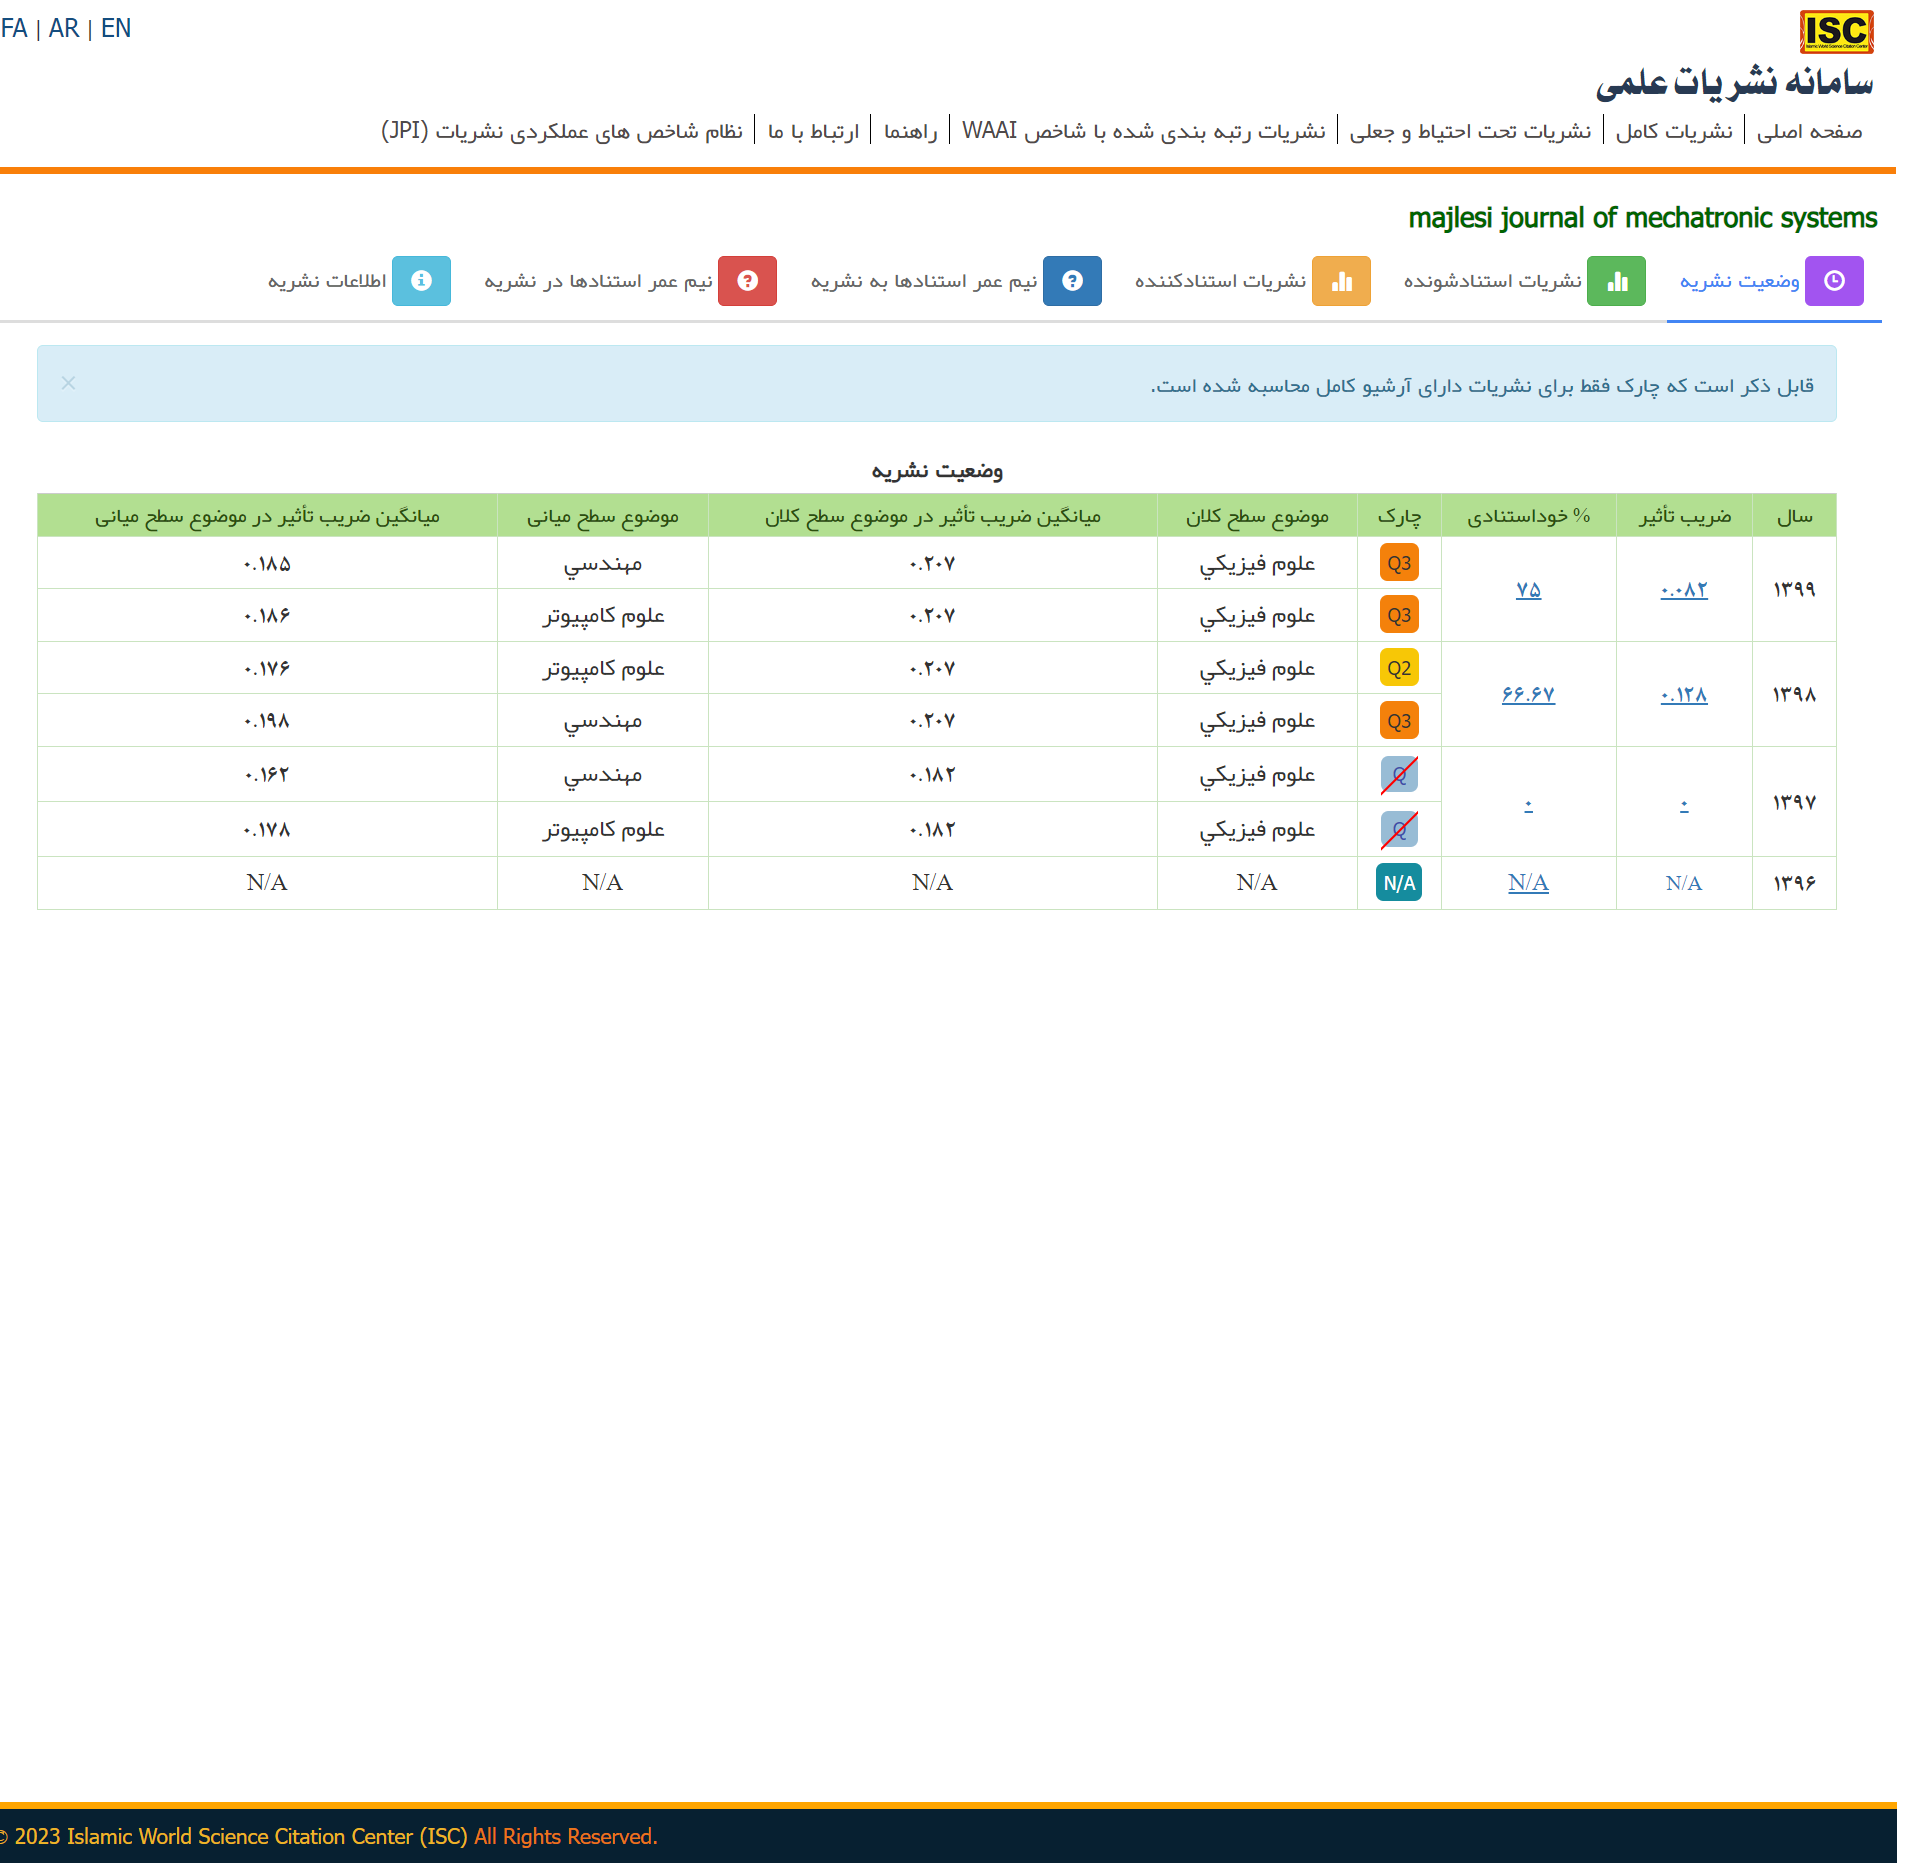 FA | AR | EN
ISC
Islamic World Science Citation Center
سامانه نشریات علمی
صفحه اصلی | نشریات کامل | نشریات تحت احتیاط و جعلی | نشریات رتبه بندی شده با شاخص WAAI | راهنما | ارتباط با ما | نظام شاخص های عملکردی نشریات (JPI)
majlesi journal of mechatronic systems
وضعیت نشریه نشریات استنادشونده نشریات استنادکننده نیم عمر استنادها به نشریه نیم عمر استنادها در نشریه اطلاعات نشریه
قابل ذکر است که چارک فقط برای نشریات دارای آرشیو کامل محاسبه شده است. ×
وضعیت نشریه
سال ضریب تأثیر % خوداستنادی چارک موضوع سطح کلان میانگین ضریب تأثیر در موضوع سطح کلان موضوع سطح میانی میانگین ضریب تأثیر در موضوع سطح میانی
۱۳۹۹ ۰.۰۸۲ ۷۵ Q3 علوم فيزيكي ۰.۲۰۷ مهندسي ۰.۱۸۵
Q3 علوم فيزيكي ۰.۲۰۷ علوم كامپيوتر ۰.۱۸۶
۱۳۹۸ ۰.۱۲۸ ۶۶.۶۷ Q2 علوم فيزيكي ۰.۲۰۷ علوم كامپيوتر ۰.۱۷۶
Q3 علوم فيزيكي ۰.۲۰۷ مهندسي ۰.۱۹۸
۱۳۹۷ ۰ ۰ Q علوم فيزيكي ۰.۱۸۲ مهندسي ۰.۱۶۲
Q علوم فيزيكي ۰.۱۸۲ علوم كامپيوتر ۰.۱۷۸
۱۳۹۶ N/A N/A N/A N/A N/A N/A N/A
© 2023 Islamic World Science Citation Center (ISC) All Rights Reserved.